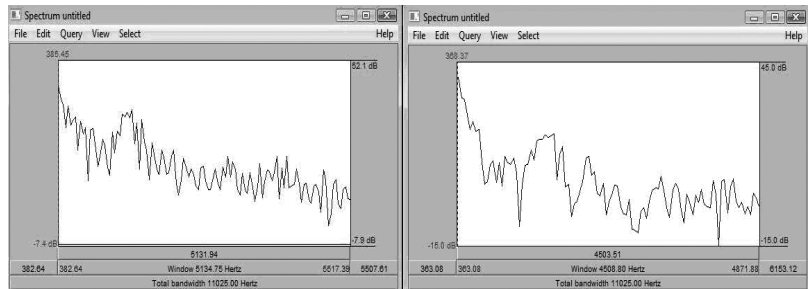 Spectrum untitled
File Edit Query View Select Help
385.45
52.1 dB
-7.4 dB
-7.9 dB
5131.94
382.64 382.64 Window 5134.75 Hertz 5517.39 5507.61
Total bandwidth 11025.00 Hertz
Spectrum untitled
File Edit Query View Select Help
368.37
45.0 dB
-15.0 dB
-15.0 dB
4503.51
363.08 363.08 Window 4508.80 Hertz 4871.88 6153.12
Total bandwidth 11025.00 Hertz